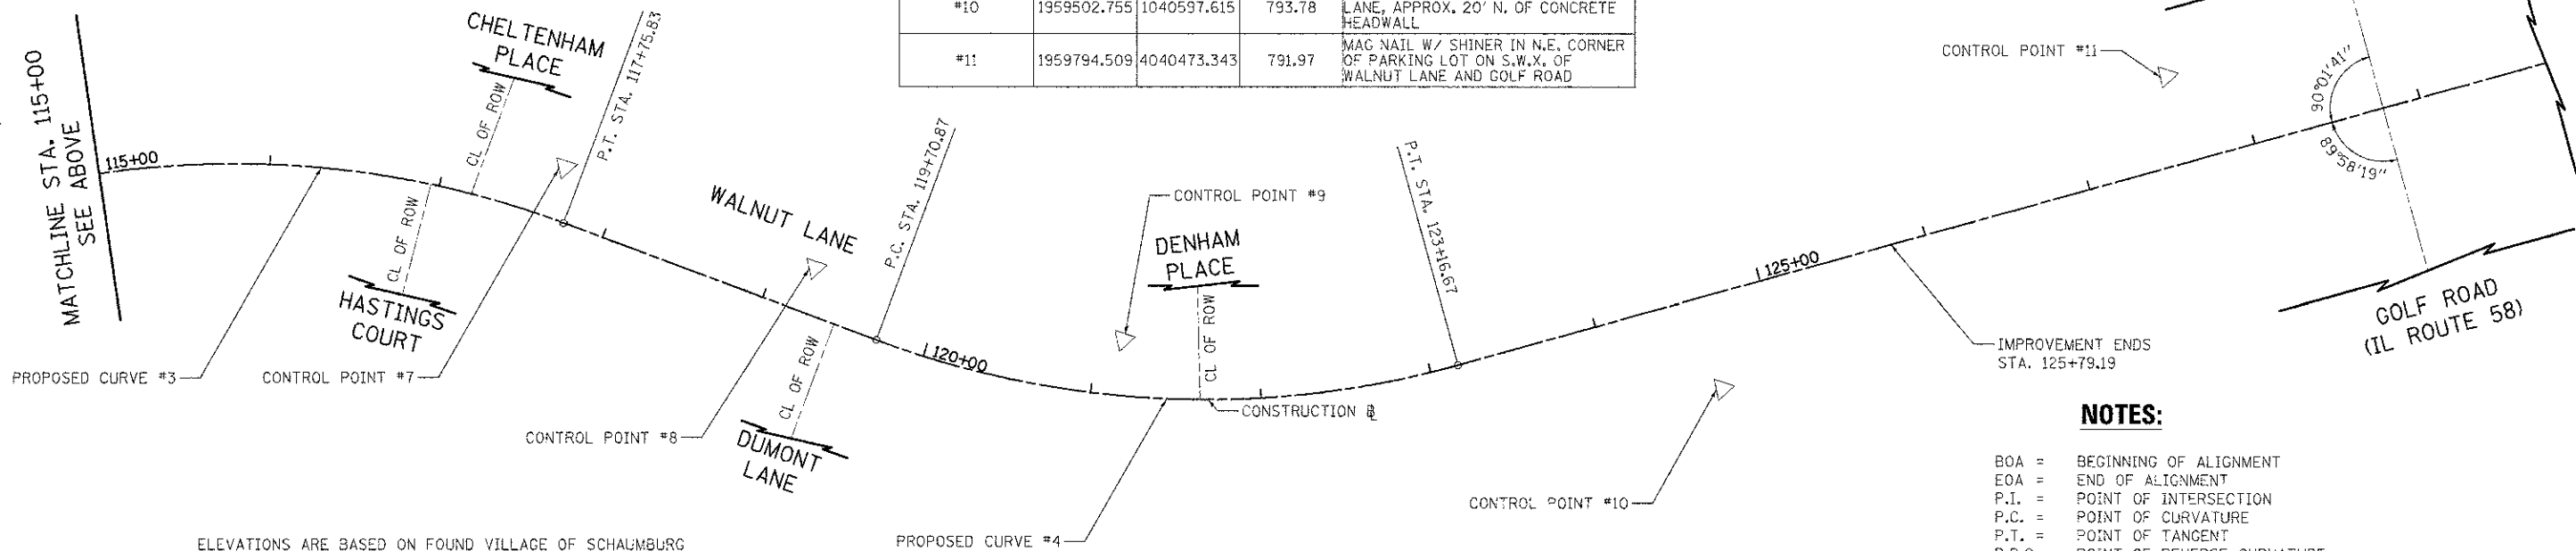 #10 1959502.755 1040597.615 793.78 LANE, APPROX. 20' N. OF CONCRETE
HEADWALL
#11 1959794.509 4040473.343 791.97 MAG NAIL W/ SHINER IN N.E. CORNER
OF PARKING LOT ON S.W.X. OF
WALNUT LANE AND GOLF ROAD
MATCHLINE STA. 115+00
SEE ABOVE
115+00
CHELTENHAM
PLACE
CL OF ROW
P.T. STA. 117+75.83
CL OF ROW
HASTINGS
COURT
PROPOSED CURVE #3
CONTROL POINT #7
WALNUT LANE
P.C. STA. 119+70.87
CONTROL POINT #8
CL OF ROW
DUMONT
LANE
120+00
CONTROL POINT #9
DENHAM
PLACE
CL OF ROW
CONSTRUCTION
PROPOSED CURVE #4
P.T. STA. 123+16.67
125+00
CONTROL POINT #10
CONTROL POINT #11
90°01'41"
89°58'19"
GOLF ROAD
(IL ROUTE 58)
IMPROVEMENT ENDS
STA. 125+79.19
NOTES:
BOA = BEGINNING OF ALIGNMENT
EOA = END OF ALIGNMENT
P.I. = POINT OF INTERSECTION
P.C. = POINT OF CURVATURE
P.T. = POINT OF TANGENT
ELEVATIONS ARE BASED ON FOUND VILLAGE OF SCHAUMBURG